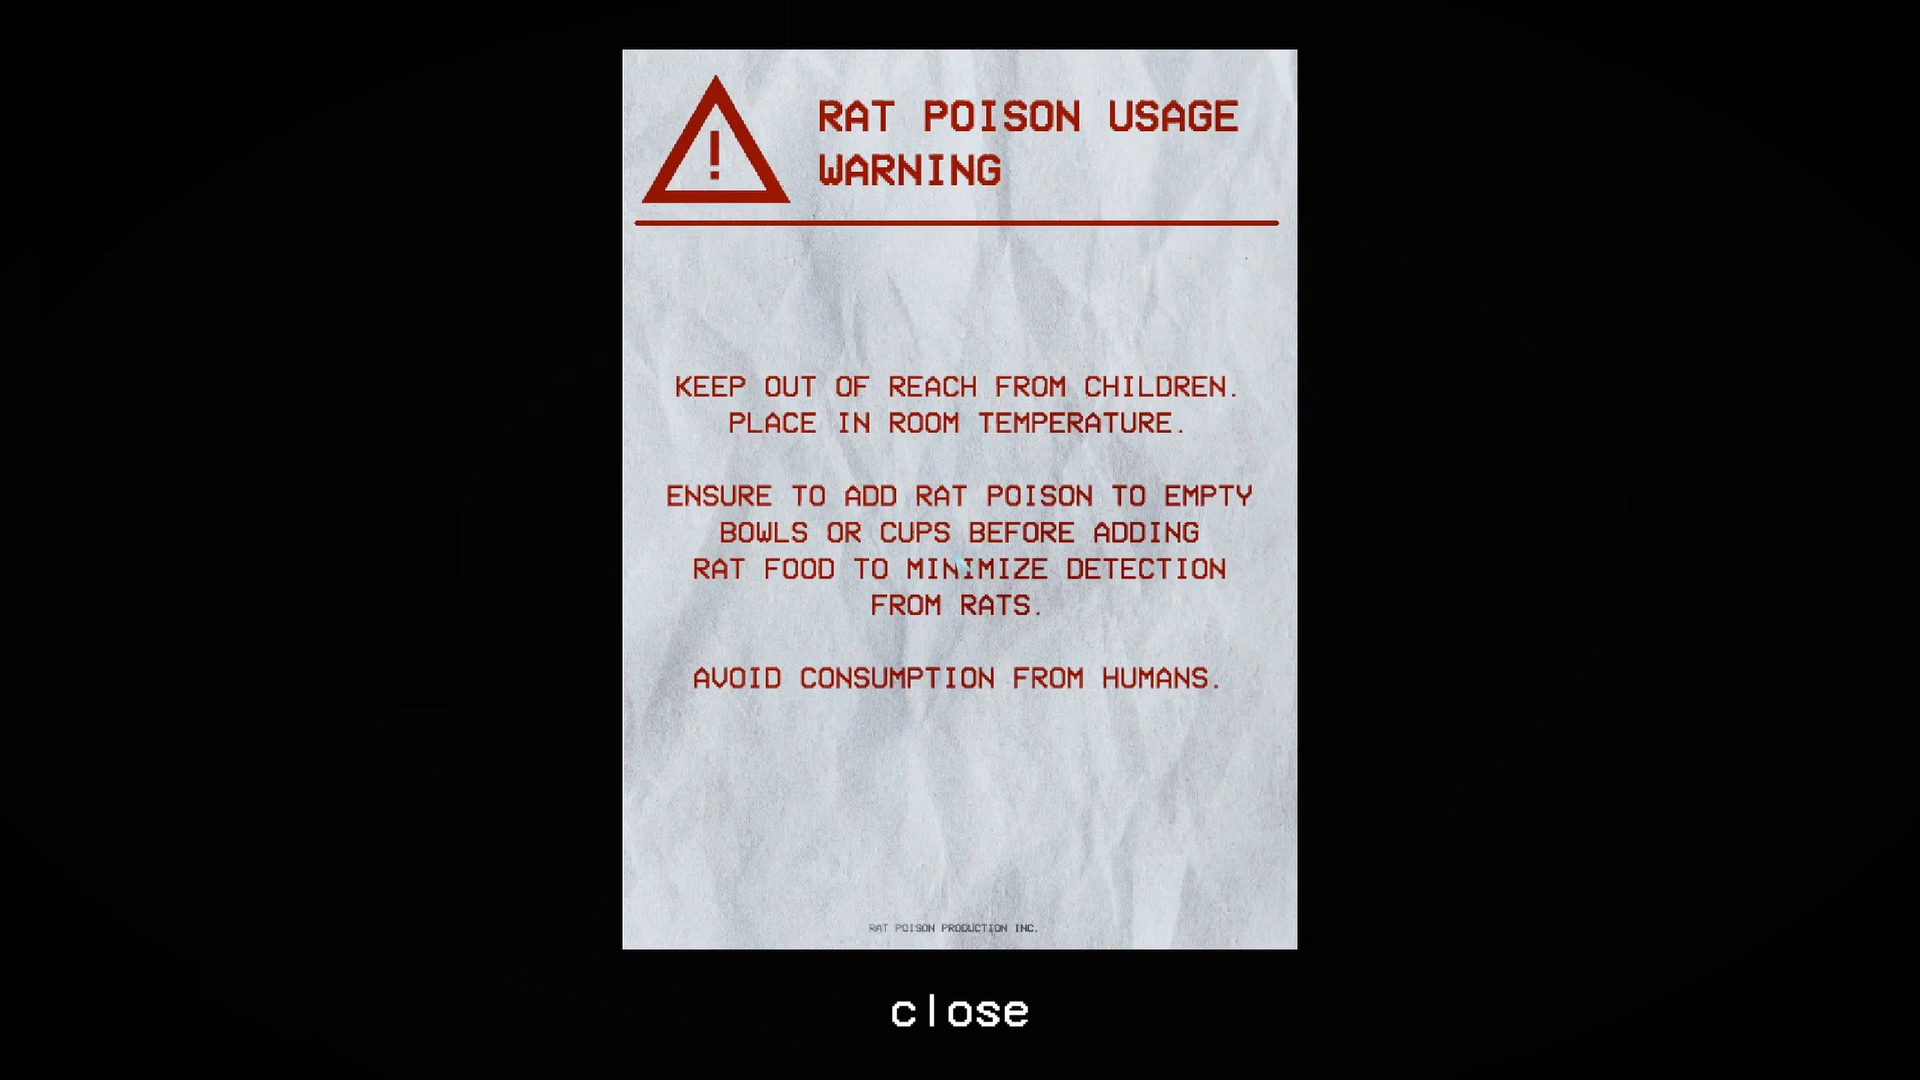 !
RAT POISON USAGE
WARNING
KEEP OUT OF REACH FROM CHILDREN.
PLACE IN ROOM TEMPERATURE.
ENSURE TO ADD RAT POISON TO EMPTY
BOWLS OR CUPS BEFORE ADDING
RAT FOOD TO MINIMIZE DETECTION
FROM RATS.
AVOID CONSUMPTION FROM HUMANS.
RAT POISON PRODUCTION INC.
close